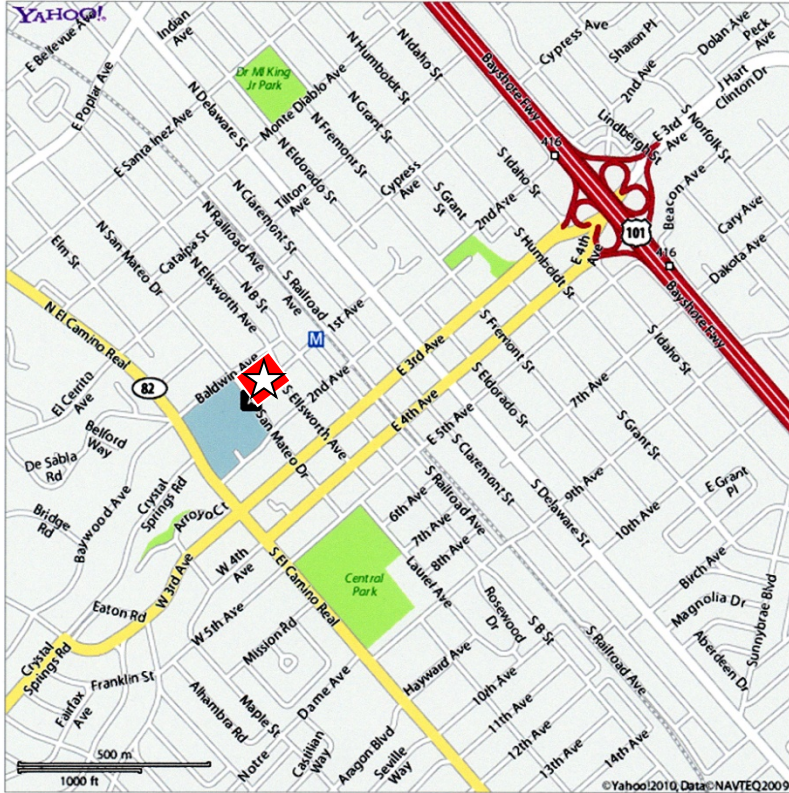 YAHOO!
E Bellevue Ave
Indian
Ave
E Poplar Ave
Dr Ml King
Jr Park
N Humboldt St
N Idaho St
Bayshore Fwy
Cypress Ave
Sharon Pl
Dolan Ave
Peck
Ave
2nd Ave
J Hart
Clinton Dr
N Delaware St
Monte Diablo Ave
N Grant St
Lindbergh St
E 3rd
Ave
S Norfolk St
E Santa Inez Ave
N Fremont St
N Eldorado St
416
S Idaho St
Cypress
Ave
Tilton
Ave
N Claremont St
S Grant
St
2nd Ave
Beacon Ave
Cary Ave
N Railroad Ave
S Humboldt St
E 4th
Ave
101
Dakota Ave
416
Elm St
N San Mateo Dr
Catalpa St
N Ellsworth Ave
N B St
S Railroad
Ave
1st Ave
Bayshore Fwy
N El Camino Real
M
S Fremont St
S Idaho St
E 3rd Ave
82
Baldwin Ave
2nd Ave
El Cerrito
Ave
S Ellsworth Ave
S Eldorado St
7th Ave
E 4th Ave
Belford
Way
San Mateo Dr
E 5th Ave
S Grant St
De Sabla
Rd
S Claremont St
Crystal
Springs Rd
S Railroad Ave
S Delaware St
9th Ave
E Grant
Pl
Bridge
Rd
Baywood Ave
Arroyo Ct
6th Ave
10th Ave
7th Ave
8th Ave
W 4th
Ave
S El Camino Real
Central
Park
Laurel Ave
Birch Ave
W 3rd Ave
Rosewood
Dr
Magnolia Dr
Sunnybrae Blvd
Eaton Rd
W 5th Ave
S B St
S Railroad Ave
Aberdeen Dr
Mission Rd
Crystal
Springs Rd
Hayward Ave
Franklin St
Dame Ave
10th Ave
Fairfax
Ave
Alhambra Rd
Maple St
11th Ave
Notre
Castilian
Way
Aragon Blvd
Seville
Way
12th Ave
13th Ave
14th Ave
500 m
1000 ft
©Yahoo!2010, Data©NAVTEQ2009